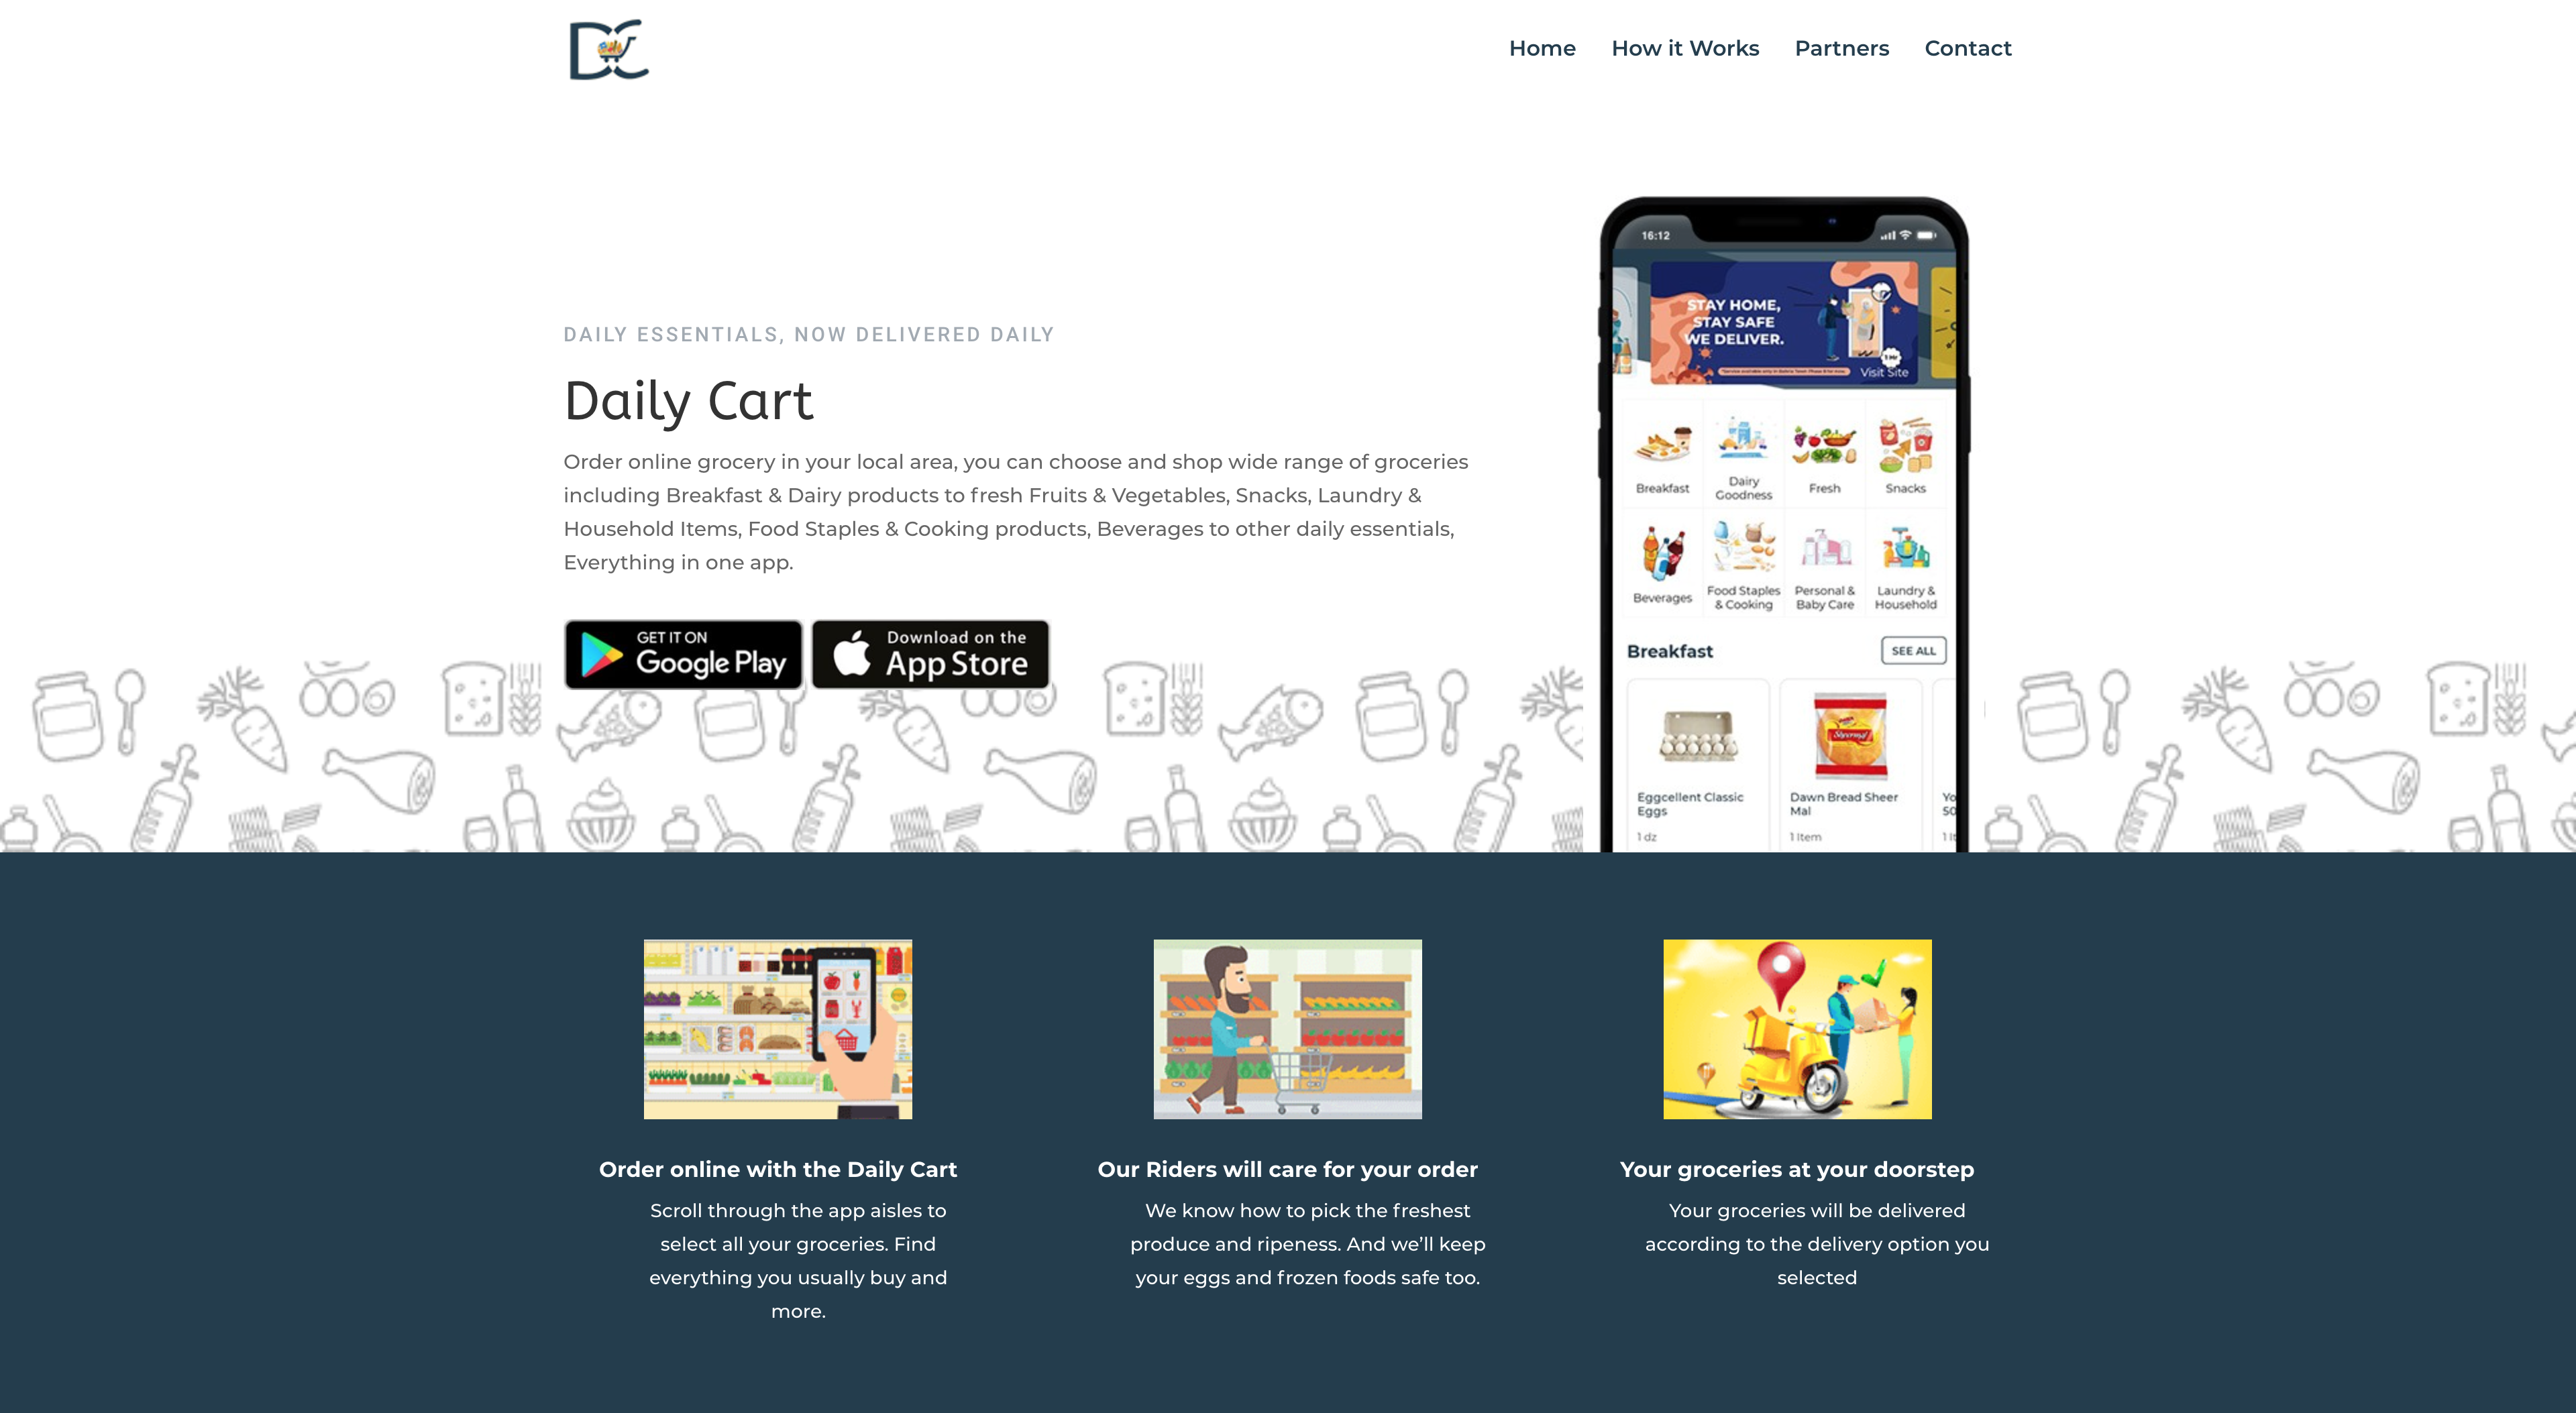 DC
Home
How it Works
Partners
Contact
DAILY ESSENTIALS, NOW DELIVERED DAILY
Daily Cart
Order online grocery in your local area, you can choose and shop wide range of groceries
including Breakfast & Dairy products to fresh Fruits & Vegetables, Snacks, Laundry &
Household Items, Food Staples & Cooking products, Beverages to other daily essentials,
Everything in one app.
GET IT ON
Google Play
Download on the
App Store
16:12
STAY HOME,
STAY SAFE
WE DELIVER.
1 Hr
Visit Site
Breakfast
Dairy
Goodness
Fresh
Snacks
Beverages
Food Staples
& Cooking
Personal &
Baby Care
Laundry &
Household
Breakfast
SEE ALL
Eggcellent Classic
Eggs
1 dz
Sheermal
Dawn Bread Sheer
Mal
1 Item
Yo
50
1 It
Order online with the Daily Cart
Scroll through the app aisles to
select all your groceries. Find
everything you usually buy and
more.
Our Riders will care for your order
We know how to pick the freshest
produce and ripeness. And we’ll keep
your eggs and frozen foods safe too.
Your groceries at your doorstep
Your groceries will be delivered
according to the delivery option you
selected